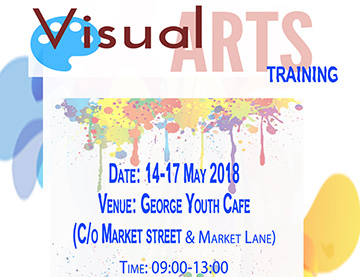 Visual
ARTS
TRAINING
DATE: 14-17 MAY 2018
VENUE: GEORGE YOUTH CAFE
(C/O MARKET STREET & MARKET LANE)
TIME: 09:00-13:00